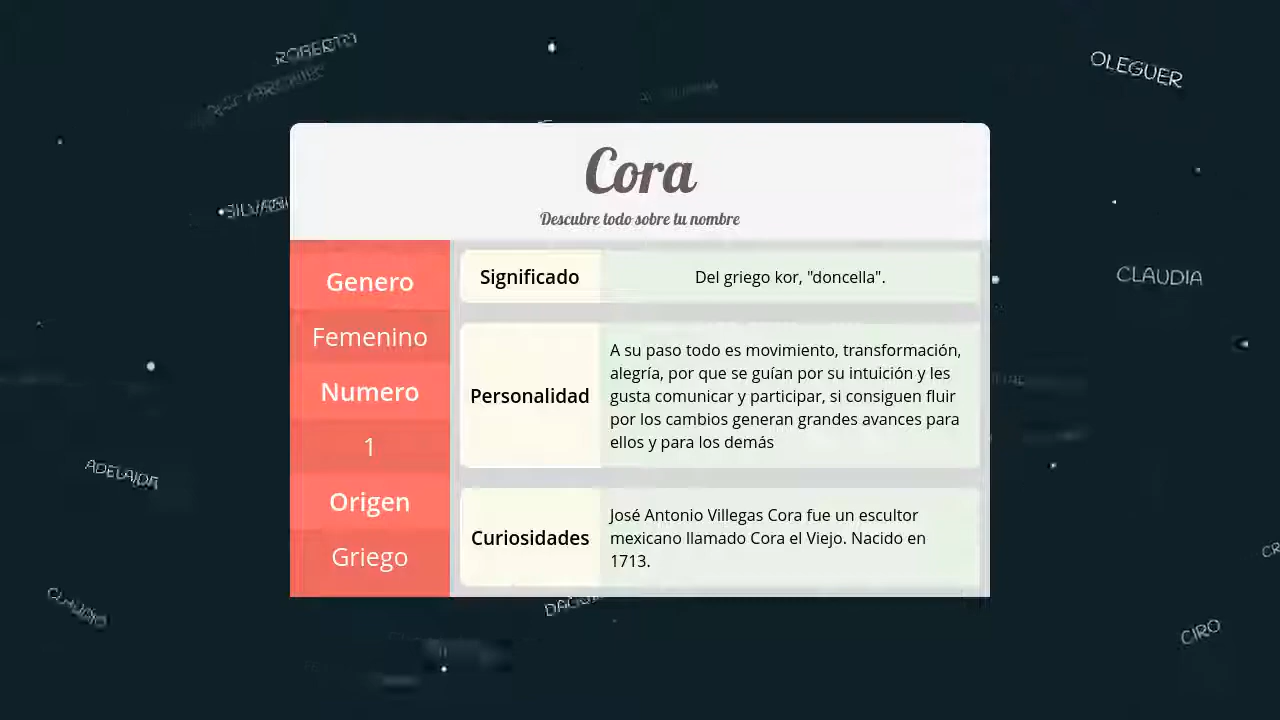 ROBERTO
OLEGUER
Cora
Descubre todo sobre tu nombre
CLAUDIA
Genero
Femenino
Numero
1
Origen
Griego
Significado
Del griego kor, "doncella".
Personalidad
A su paso todo es movimiento, transformación,
alegría, por que se guían por su intuición y les
gusta comunicar y participar, si consiguen fluir
por los cambios generan grandes avances para
ellos y para los demás
Curiosidades
José Antonio Villegas Cora fue un escultor
mexicano llamado Cora el Viejo. Nacido en
1713.
ADELAIDA
CLAUDIO
CIRO